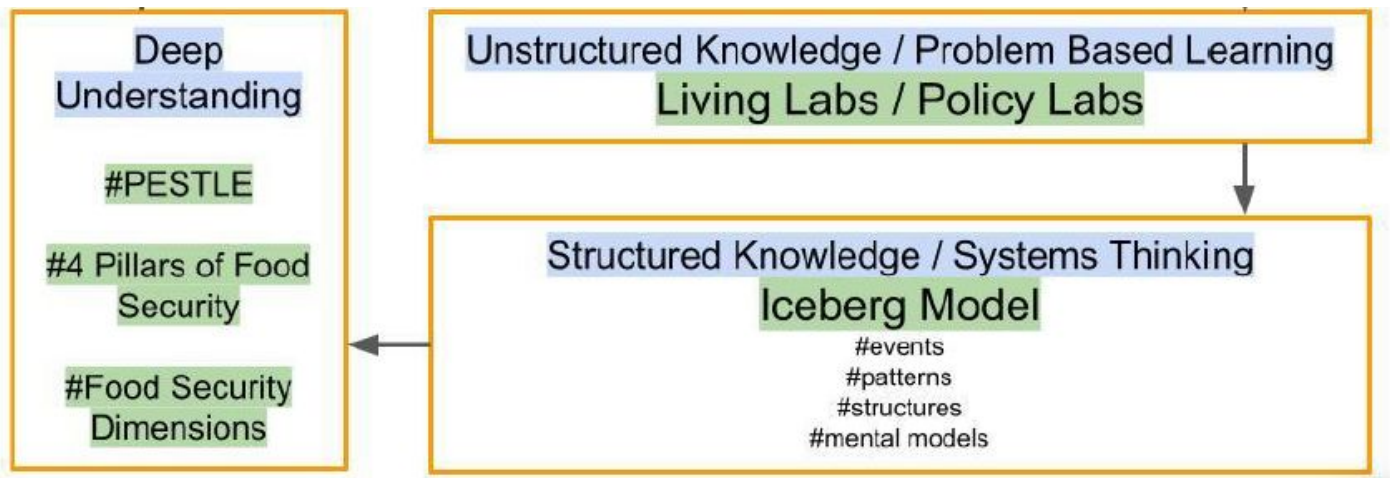 Deep
Understanding
#PESTLE
#4 Pillars of Food
Security
#Food Security
Dimensions
Unstructured Knowledge / Problem Based Learning
Living Labs / Policy Labs
Structured Knowledge / Systems Thinking
Iceberg Model
#events
#patterns
#structures
#mental models